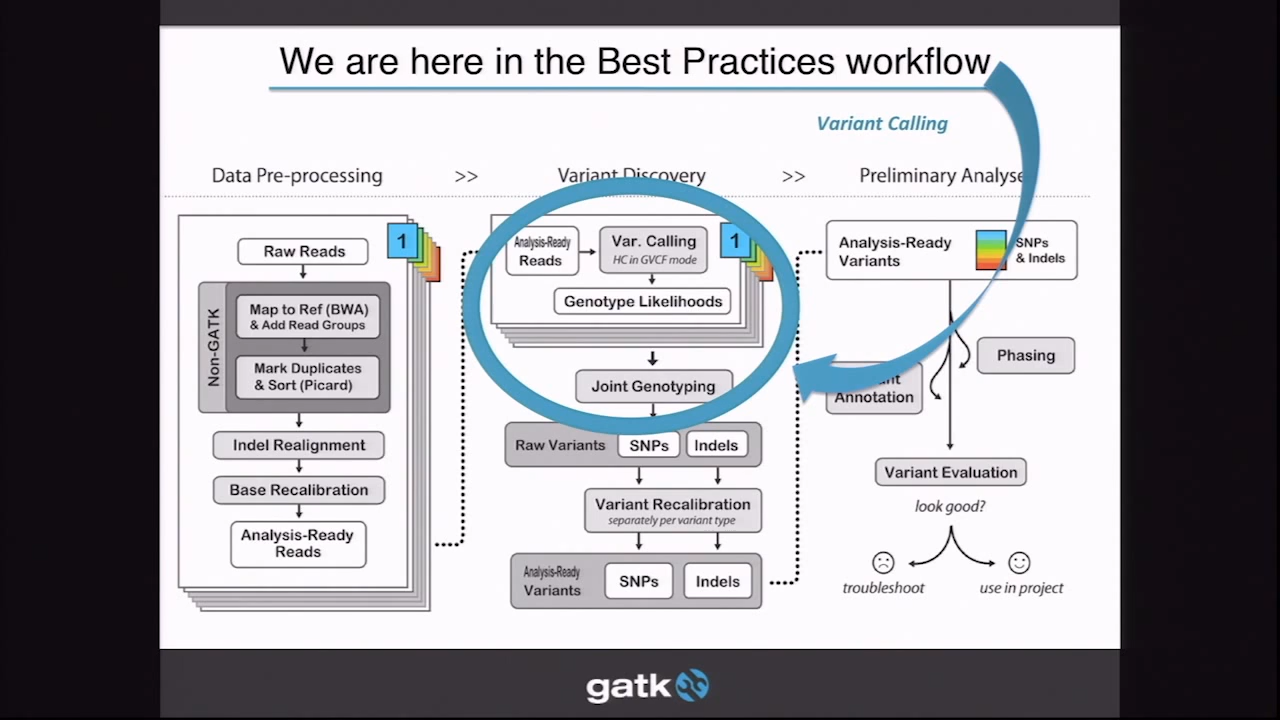 We are here in the Best Practices workflow
Variant Calling
Data Pre-processing >> Variant Discovery >> Preliminary Analyse
1
Raw Reads
Non-GATK
Map to Ref (BWA)
& Add Read Groups
Mark Duplicates
& Sort (Picard)
Indel Realignment
Base Recalibration
Analysis-Ready
Reads
1
Analysis-Ready
Reads
Var. Calling
HC in GVCF mode
Genotype Likelihoods
Joint Genotyping
Raw Variants
SNPs
Indels
Variant Recalibration
separately per variant type
Analysis-Ready
Variants
SNPs
Indels
Analysis-Ready
Variants
SNPs
& Indels
Phasing
Annotation
Variant Evaluation
look good?
troubleshoot
use in project
gatk